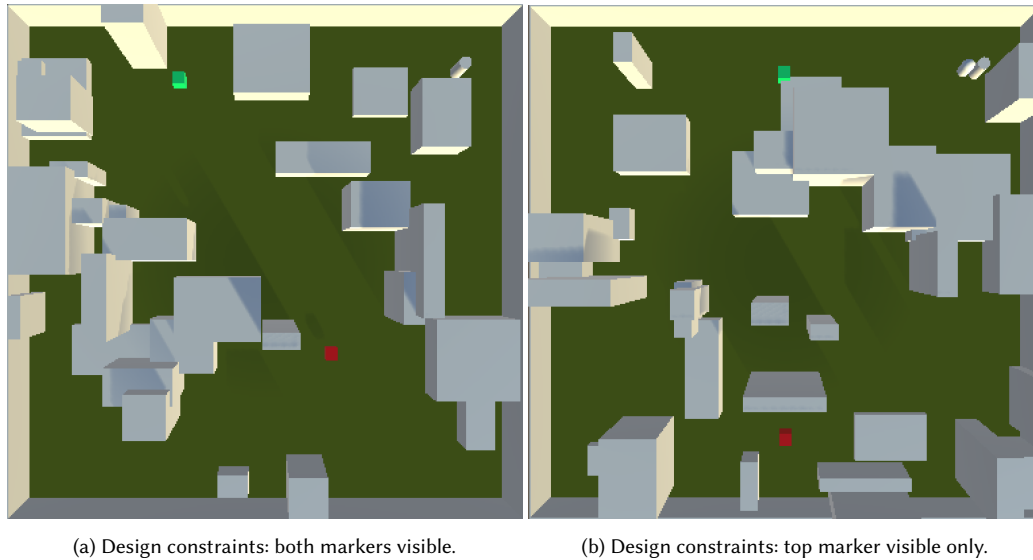 (a) Design constraints: both markers visible.
(b) Design constraints: top marker visible only.